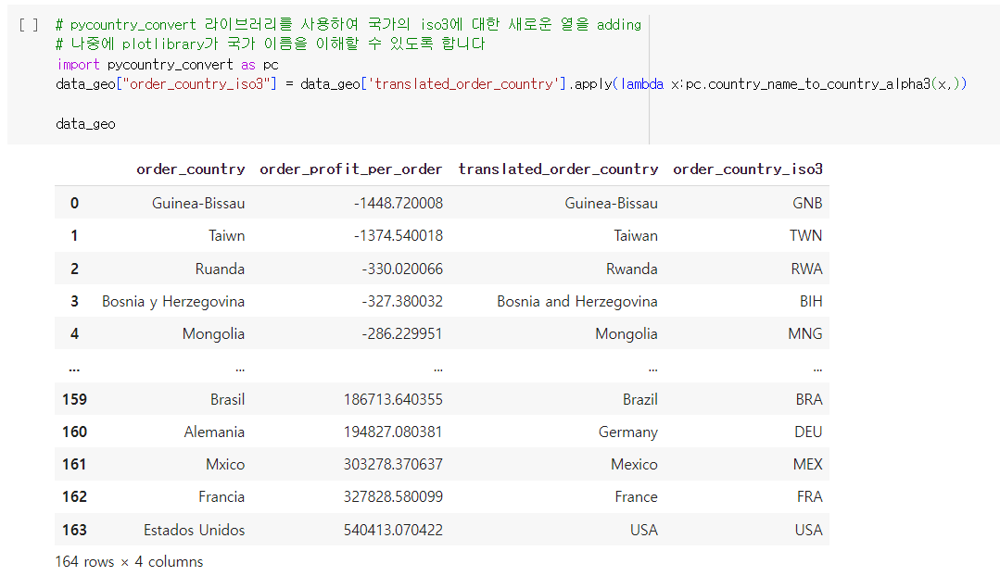 [ ] # pycountry_convert 라이브러리를 사용하여 국가의 iso3에 대한 새로운 열을 adding
# 나중에 plotlibrary가 국가 이름을 이해할 수 있도록 합니다
import pycountry_convert as pc
data_geo["order_country_iso3"] = data_geo['translated_order_country'].apply(lambda x:pc.country_name_to_country_alpha3(x,))
data_geo
order_country order_profit_per_order translated_order_country order_country_iso3
0 Guinea-Bissau -1448.720008 Guinea-Bissau GNB
1 Taiwn -1374.540018 Taiwan TWN
2 Ruanda -330.020066 Rwanda RWA
3 Bosnia y Herzegovina -327.380032 Bosnia and Herzegovina BIH
4 Mongolia -286.229951 Mongolia MNG
... ... ... ... ...
159 Brasil 186713.640355 Brazil BRA
160 Alemania 194827.080381 Germany DEU
161 Mxico 303278.370637 Mexico MEX
162 Francia 327828.580099 France FRA
163 Estados Unidos 540413.070422 USA USA
164 rows × 4 columns